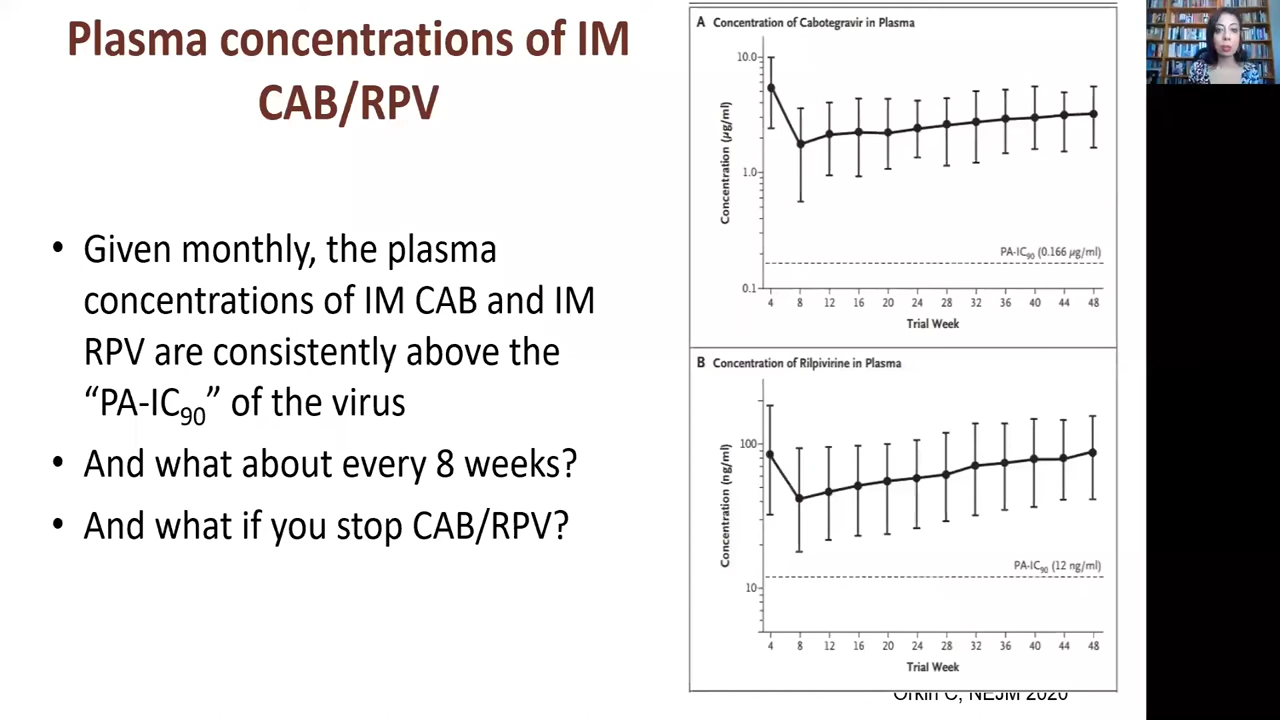 Plasma concentrations of IM
CAB/RPV
• Given monthly, the plasma
concentrations of IM CAB and IM
RPV are consistently above the
“PA-IC90” of the virus
• And what about every 8 weeks?
• And what if you stop CAB/RPV?
A Concentration of Cabotegravir in Plasma
Concentration (μg/ml)
10.0
1.0
0.1
PA-IC90 (0.166 μg/ml)
4 8 12 16 20 24 28 32 36 40 44 48
Trial Week
B Concentration of Rilpivirine in Plasma
Concentration (ng/ml)
100
10
PA-IC90 (12 ng/ml)
4 8 12 16 20 24 28 32 36 40 44 48
Trial Week
Orkin C, NEJM 2020